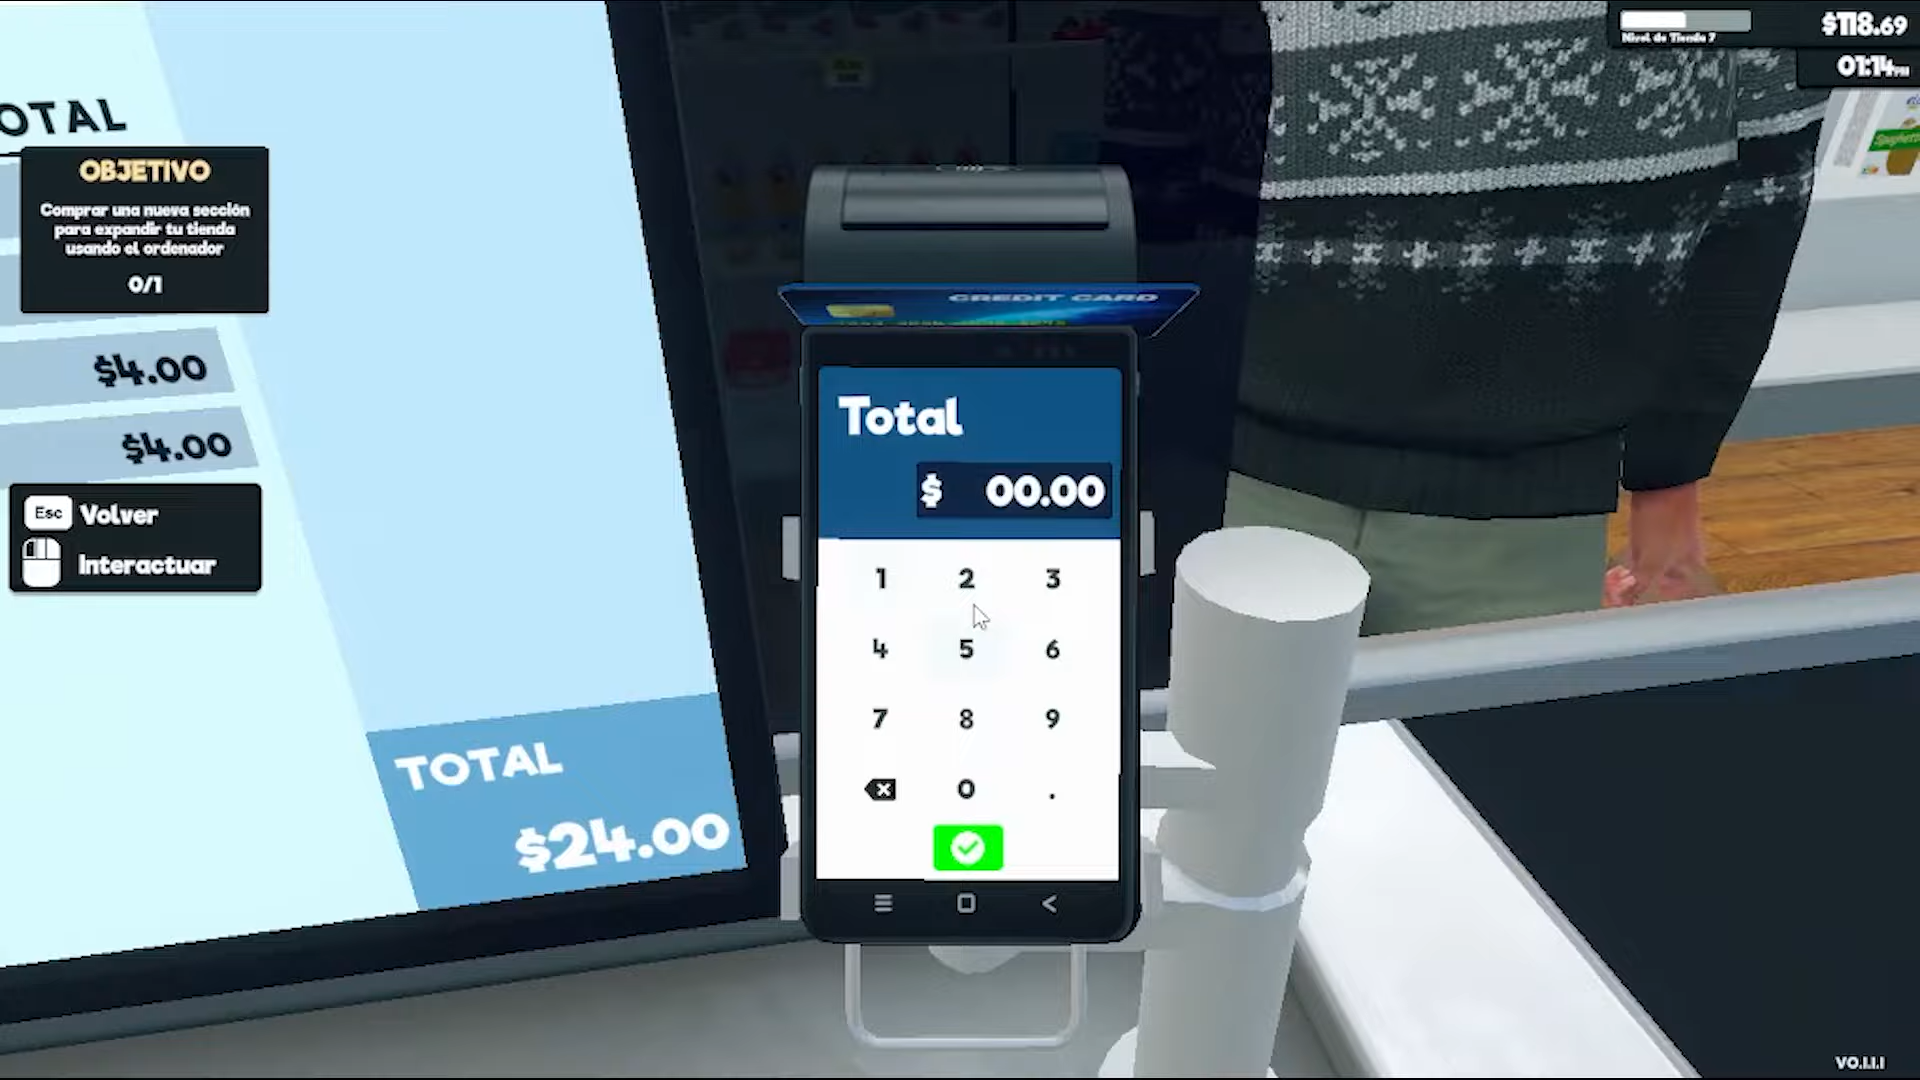 Nivel de Tienda 7
$118.69
01:14PM
OTAL
OBJETIVO
Comprar una nueva sección
para expandir tu tienda
usando el ordenador
0/1
$4.00
$4.00
Esc Volver
Interactuar
TOTAL
$24.00
CREDIT CARD
Total
$ 00.00
1 2 3
4 5 6
7 8 9
0 .
Spaghetti
V0.1.1.1